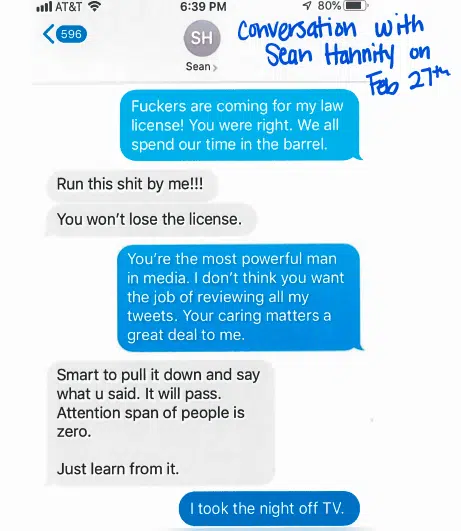 AT&T
6:39 PM
80%
596
SH
Sean >
Conversation with
Sean Hannity on
Feb 27th
Fuckers are coming for my law
license! You were right. We all
spend our time in the barrel.
Run this shit by me!!!
You won't lose the license.
You're the most powerful man
in media. I don't think you want
the job of reviewing all my
tweets. Your caring matters a
great deal to me.
Smart to pull it down and say
what u said. It will pass.
Attention span of people is
zero.
Just learn from it.
I took the night off TV.